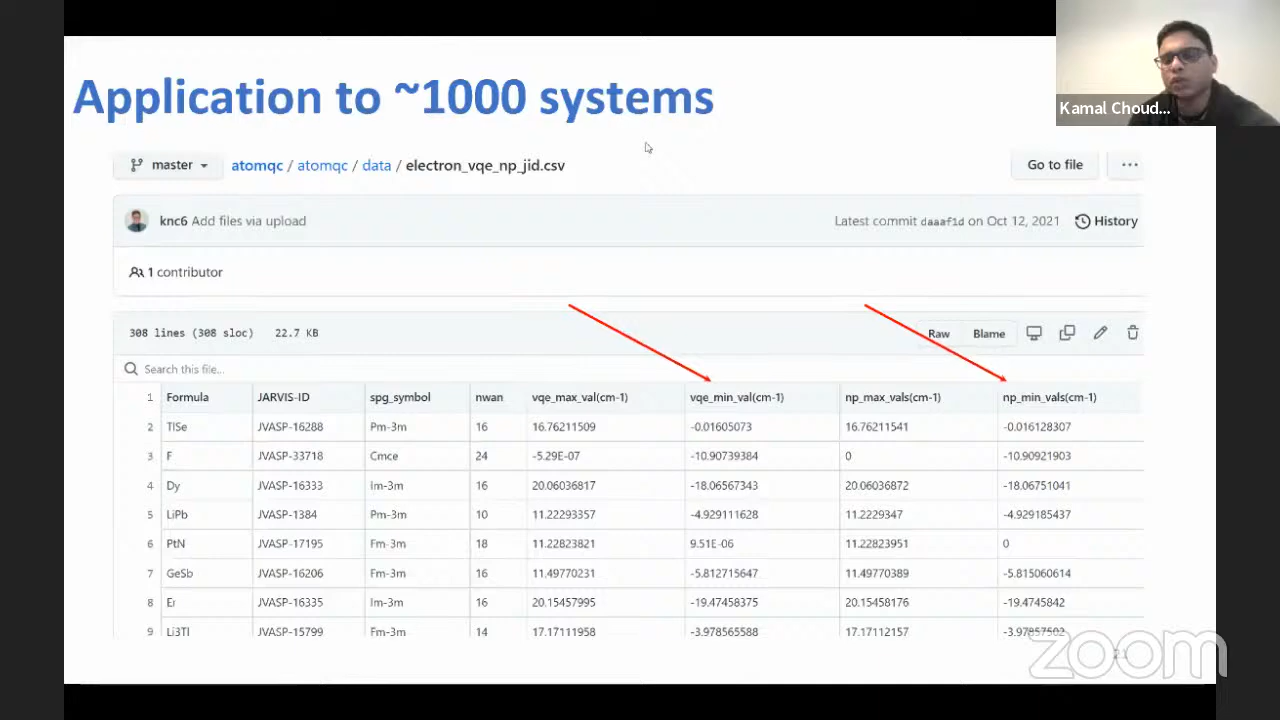 Application to ~1000 systems
Kamal Choud...
master
atomqc / atomqc / data / electron_vqe_np_jid.csv
Go to file
...
knc6 Add files via upload
Latest commit daaaf1d on Oct 12, 2021
History
1 contributor
308 lines (308 sloc) 22.7 KB
Raw
Blame
Search this file...
1 Formula JARVIS-ID spg_symbol nwan vqe_max_val(cm-1) vqe_min_val(cm-1) np_max_vals(cm-1) np_min_vals(cm-1)
2 TlSe JVASP-16288 Pm-3m 16 16.76211509 -0.01605073 16.76211541 -0.016128307
3 F JVASP-33718 Cmce 24 -5.29E-07 -10.90739384 0 -10.90921903
4 Dy JVASP-16333 Im-3m 16 20.06036817 -18.06567343 20.06036872 -18.06751041
5 LiPb JVASP-1384 Pm-3m 10 11.22293357 -4.929111628 11.2229347 -4.929185437
6 PtN JVASP-17195 Fm-3m 18 11.22823821 9.51E-06 11.22823951 0
7 GeSb JVASP-16206 Fm-3m 16 11.49770231 -5.812715647 11.49770389 -5.815060614
8 Er JVASP-16335 Im-3m 16 20.15457995 -19.47458375 20.15458176 -19.4745842
9 Li3Tl JVASP-15799 Fm-3m 14 17.17111958 -3.978565588 17.17112157 -3.97857502
21
zoom